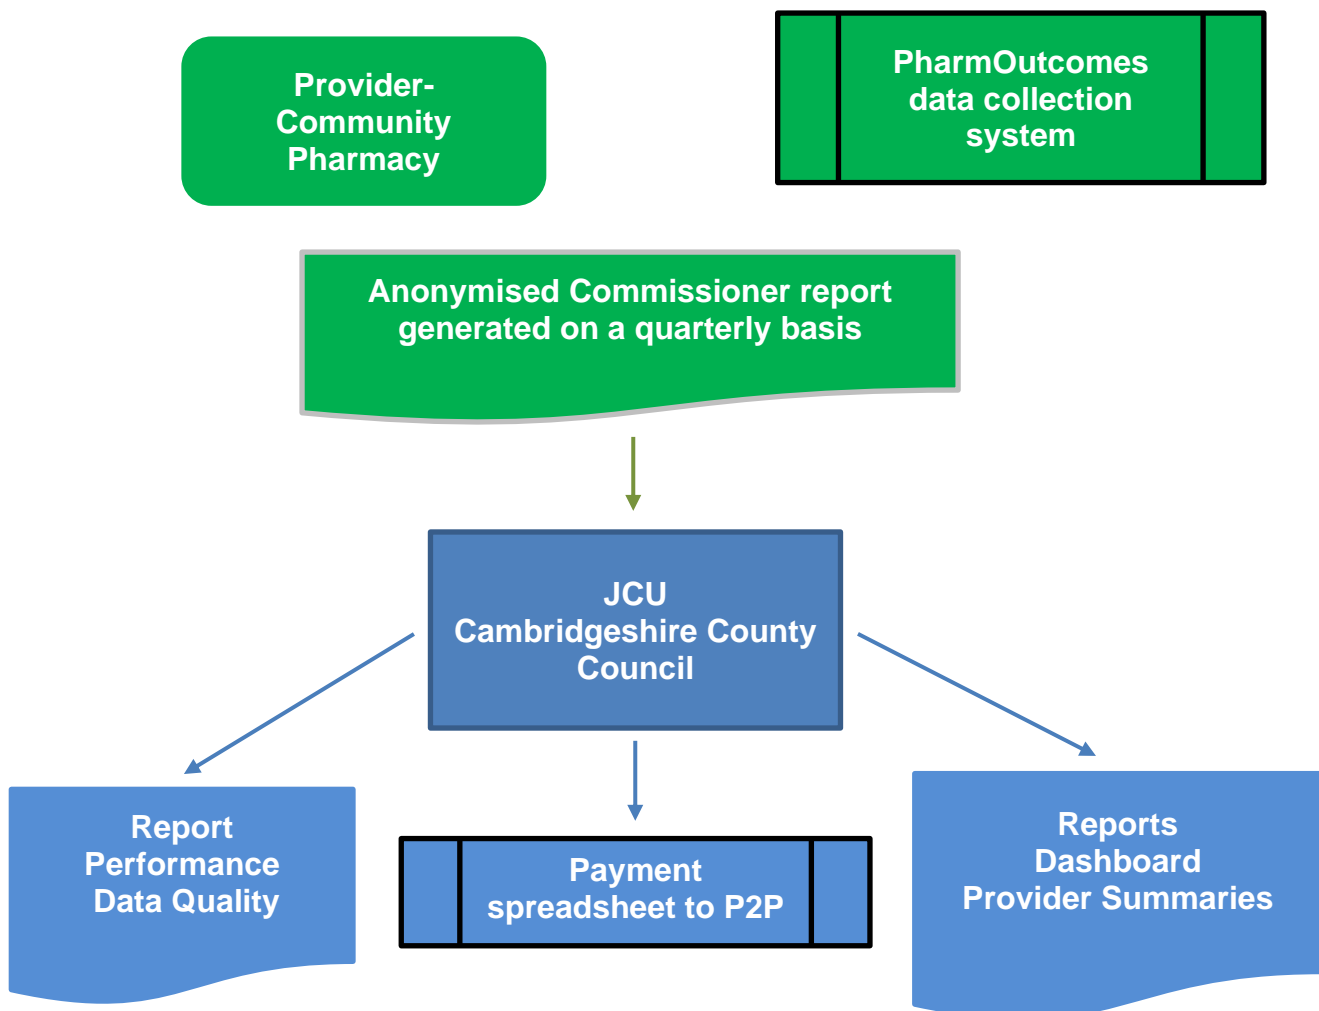 Provider-
Community
Pharmacy
PharmOutcomes
data collection
system
Anonymised Commissioner report
generated on a quarterly basis
JCU
Cambridgeshire County
Council
Report
Performance
Data Quality
Payment
spreadsheet to P2P
Reports
Dashboard
Provider Summaries